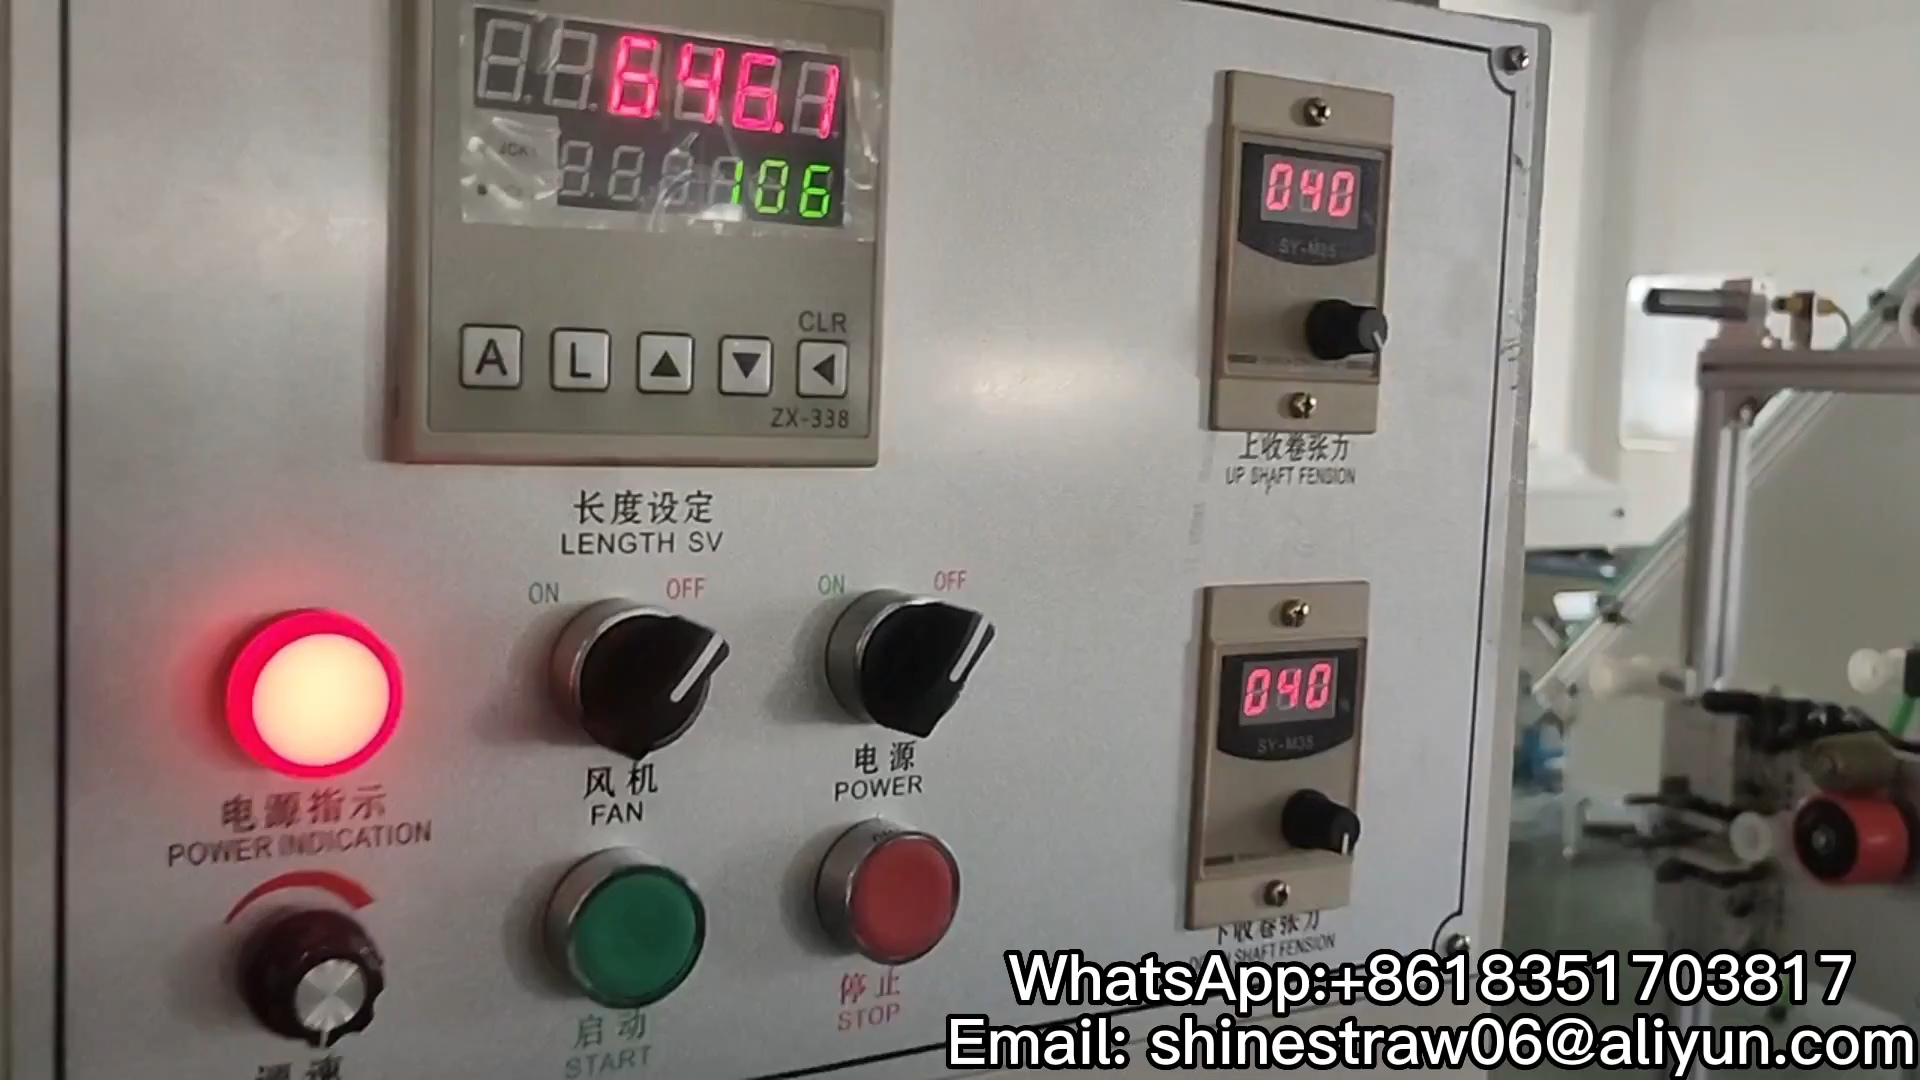 646.1
106
CLR
A L
ZX-338
长度设定
LENGTH SV
040
SY-M35
上收卷张力
UP SHAFT FENSION
ON OFF
ON OFF
风机
FAN
电源
POWER
电源指示
POWER INDICATION
040
SY-M35
下收卷张力
SHAFT FENSION
启动
START
停止
STOP
调速
WhatsApp:+8618351703817
Email: shinestraw06@aliyun.com